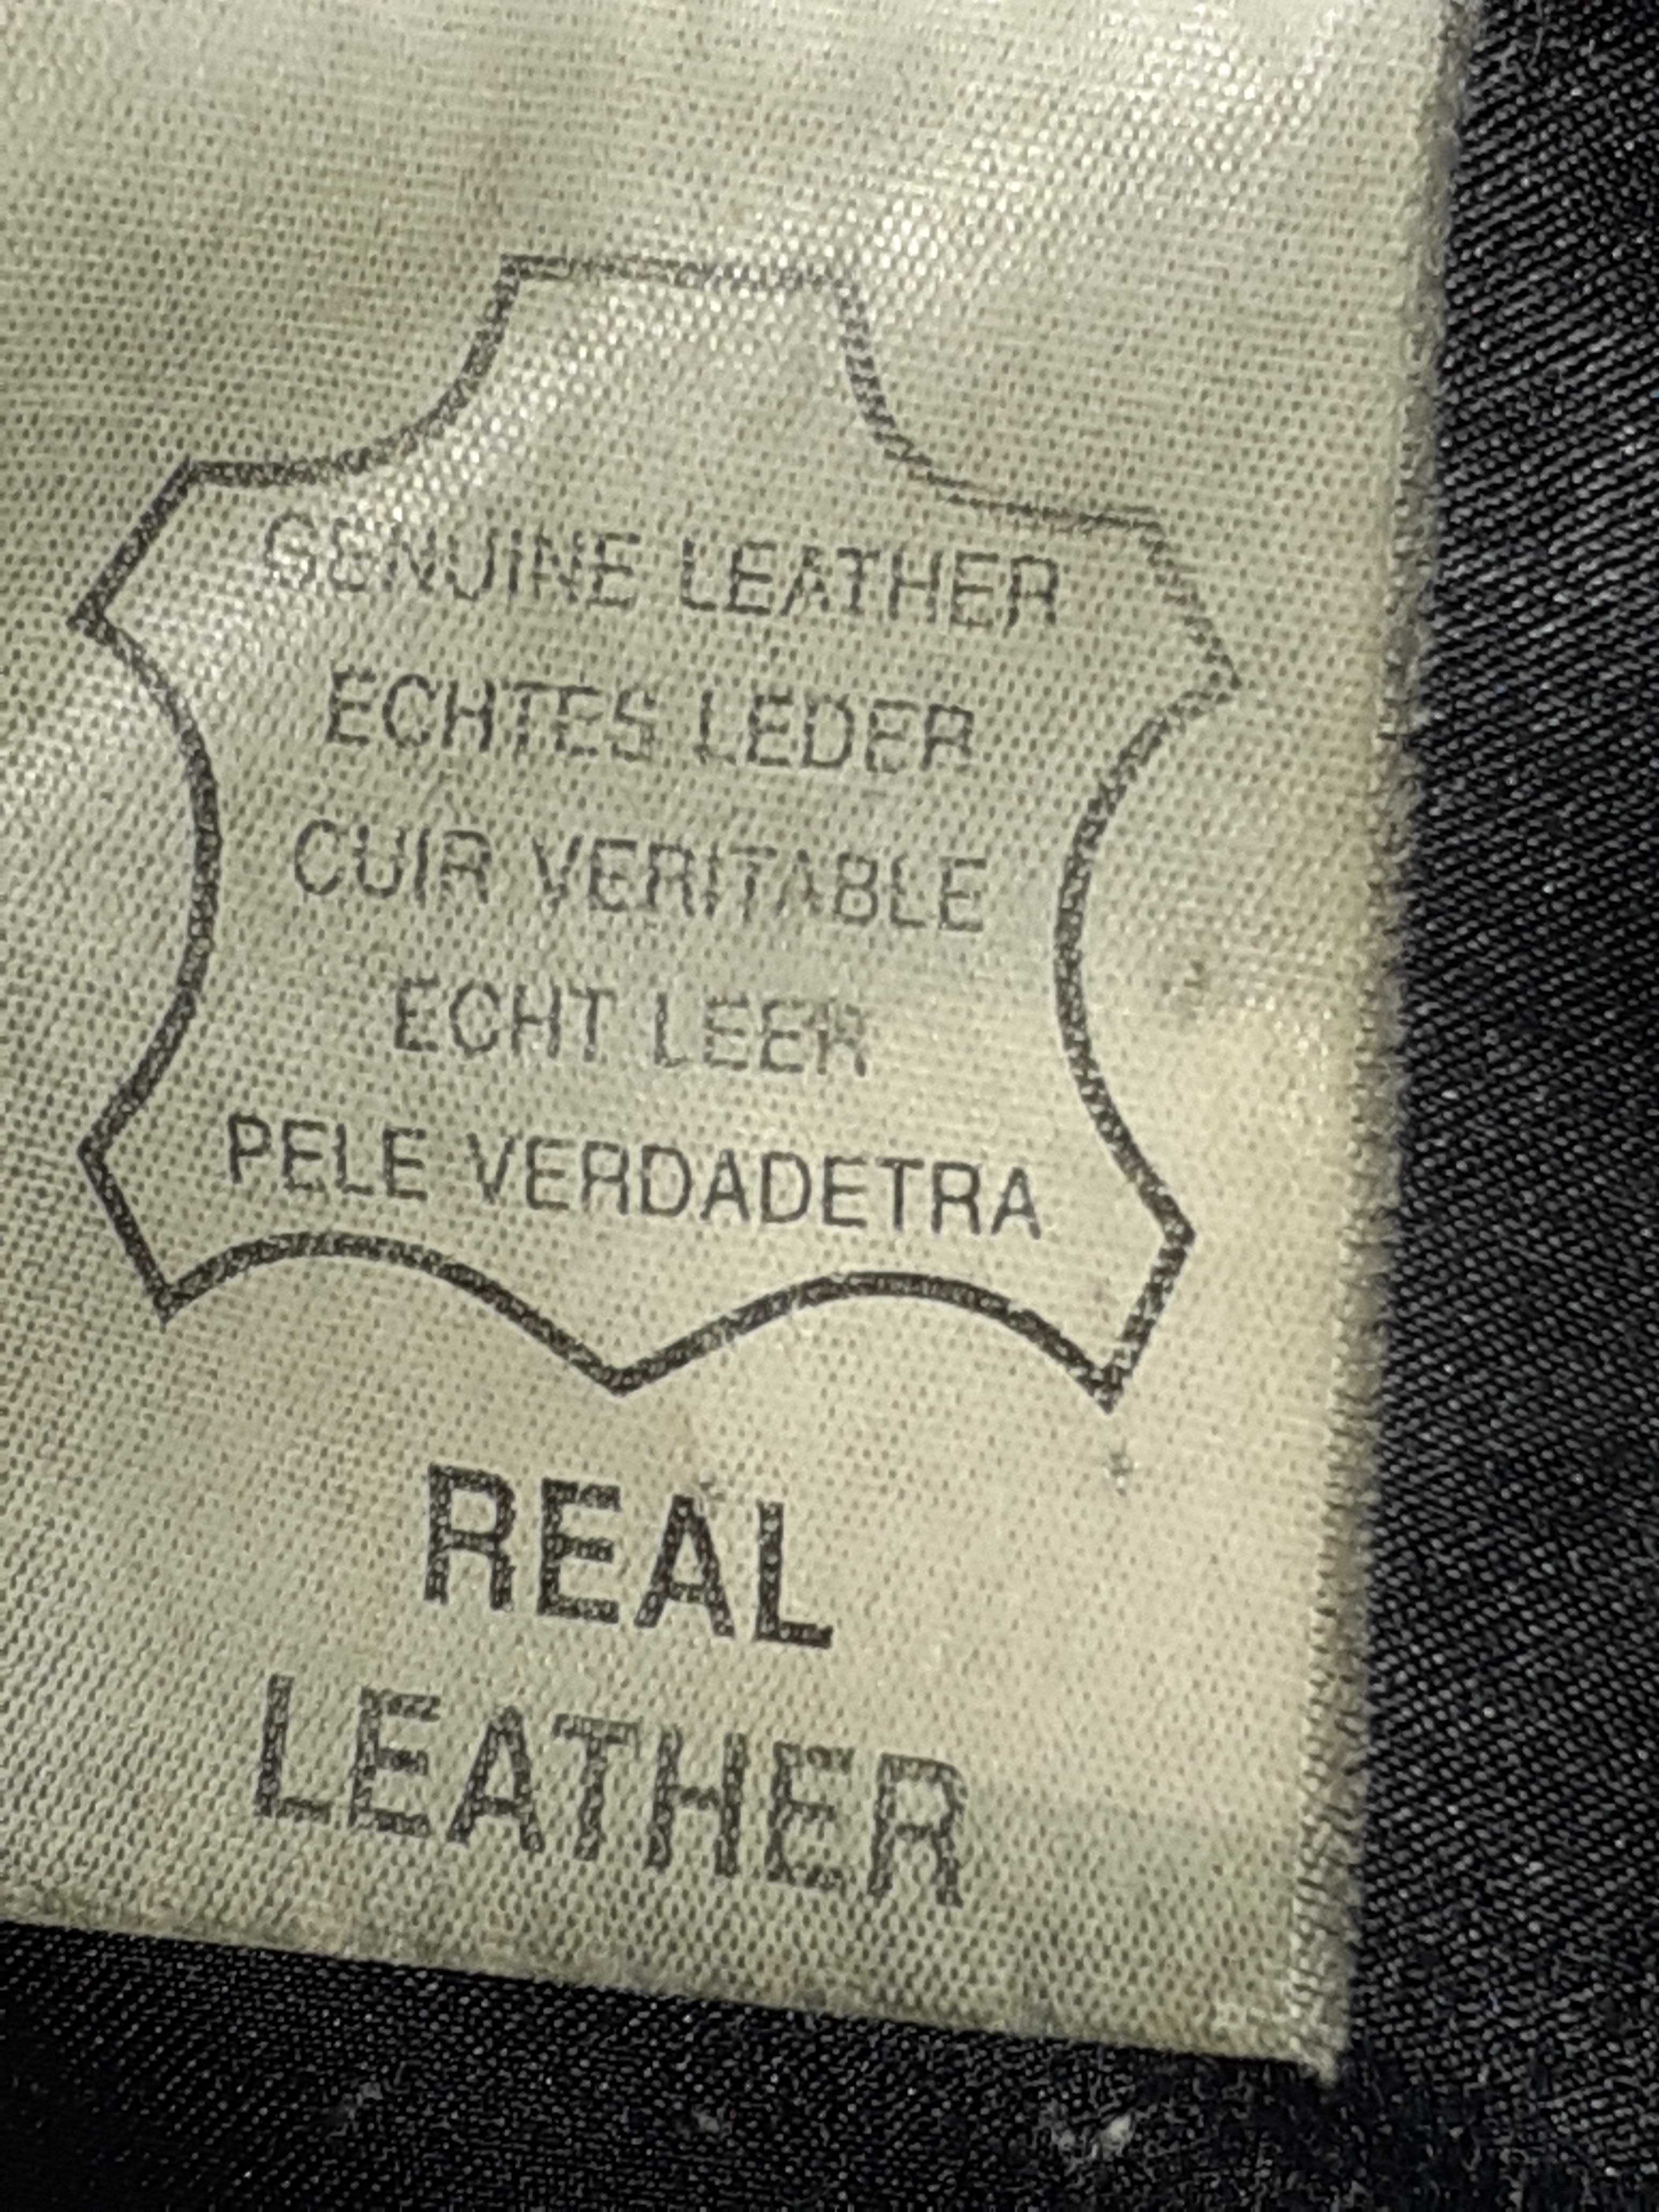 GENUINE LEATHER
ECHTES LEDER
CUIR VERITABLE
ECHT LEER
PELE VERDADETRA
REAL
LEATHER